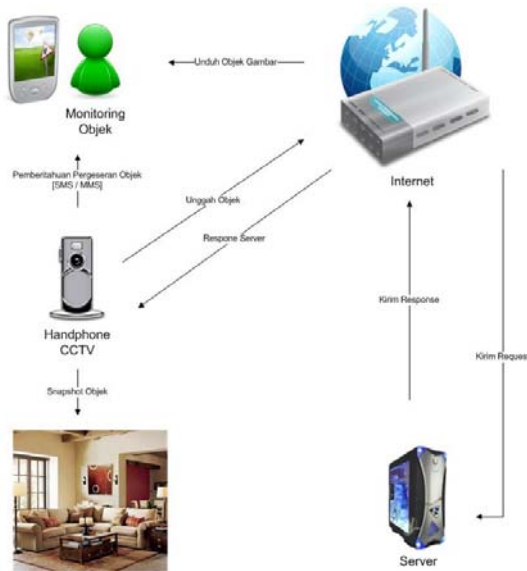 Unduh Objek Gambar
Monitoring
Objek
Pemberitahuan Pergeseran Objek
[SMS / MMS]
Internet
Unggah Objek
Respone Server
Handphone
CCTV
Kirim Response
Kirim Reques
Snapshot Objek
Server